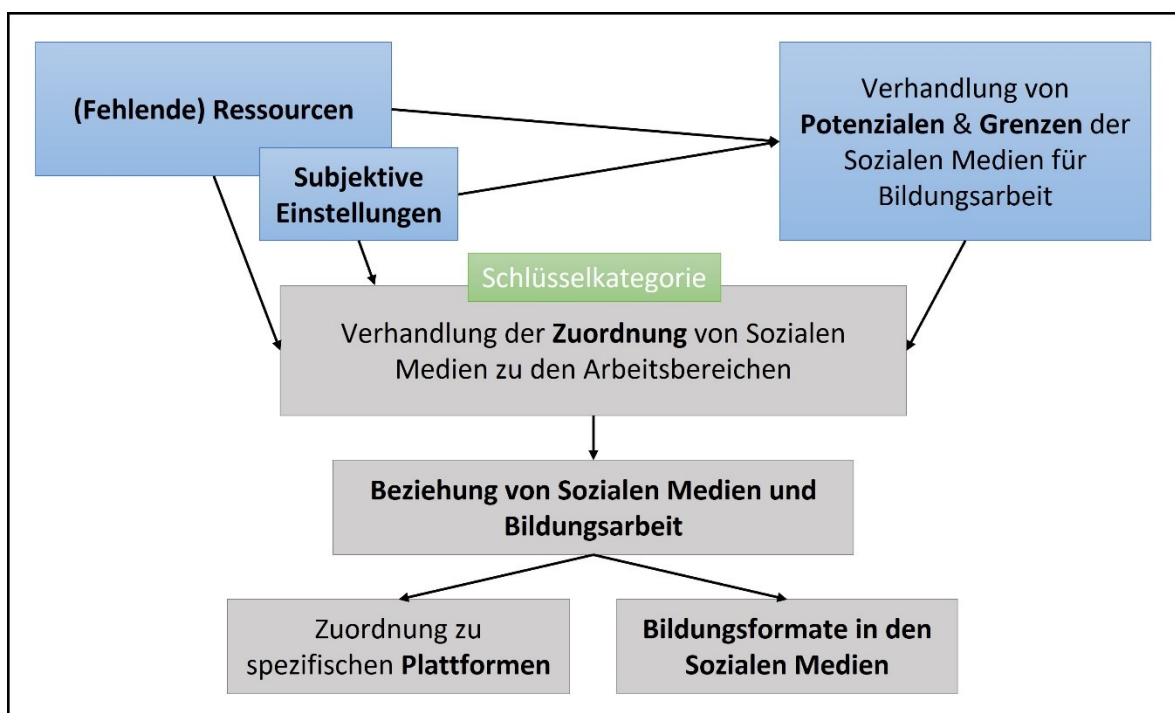 (Fehlende) Ressourcen
Subjektive
Einstellungen
Verhandlung von
Potenzialen & Grenzen der
Sozialen Medien für
Bildungsarbeit
Schlüsselkategorie
Verhandlung der Zuordnung von Sozialen
Medien zu den Arbeitsbereichen
Beziehung von Sozialen Medien und
Bildungsarbeit
Zuordnung zu
spezifischen Plattformen
Bildungsformate in den
Sozialen Medien